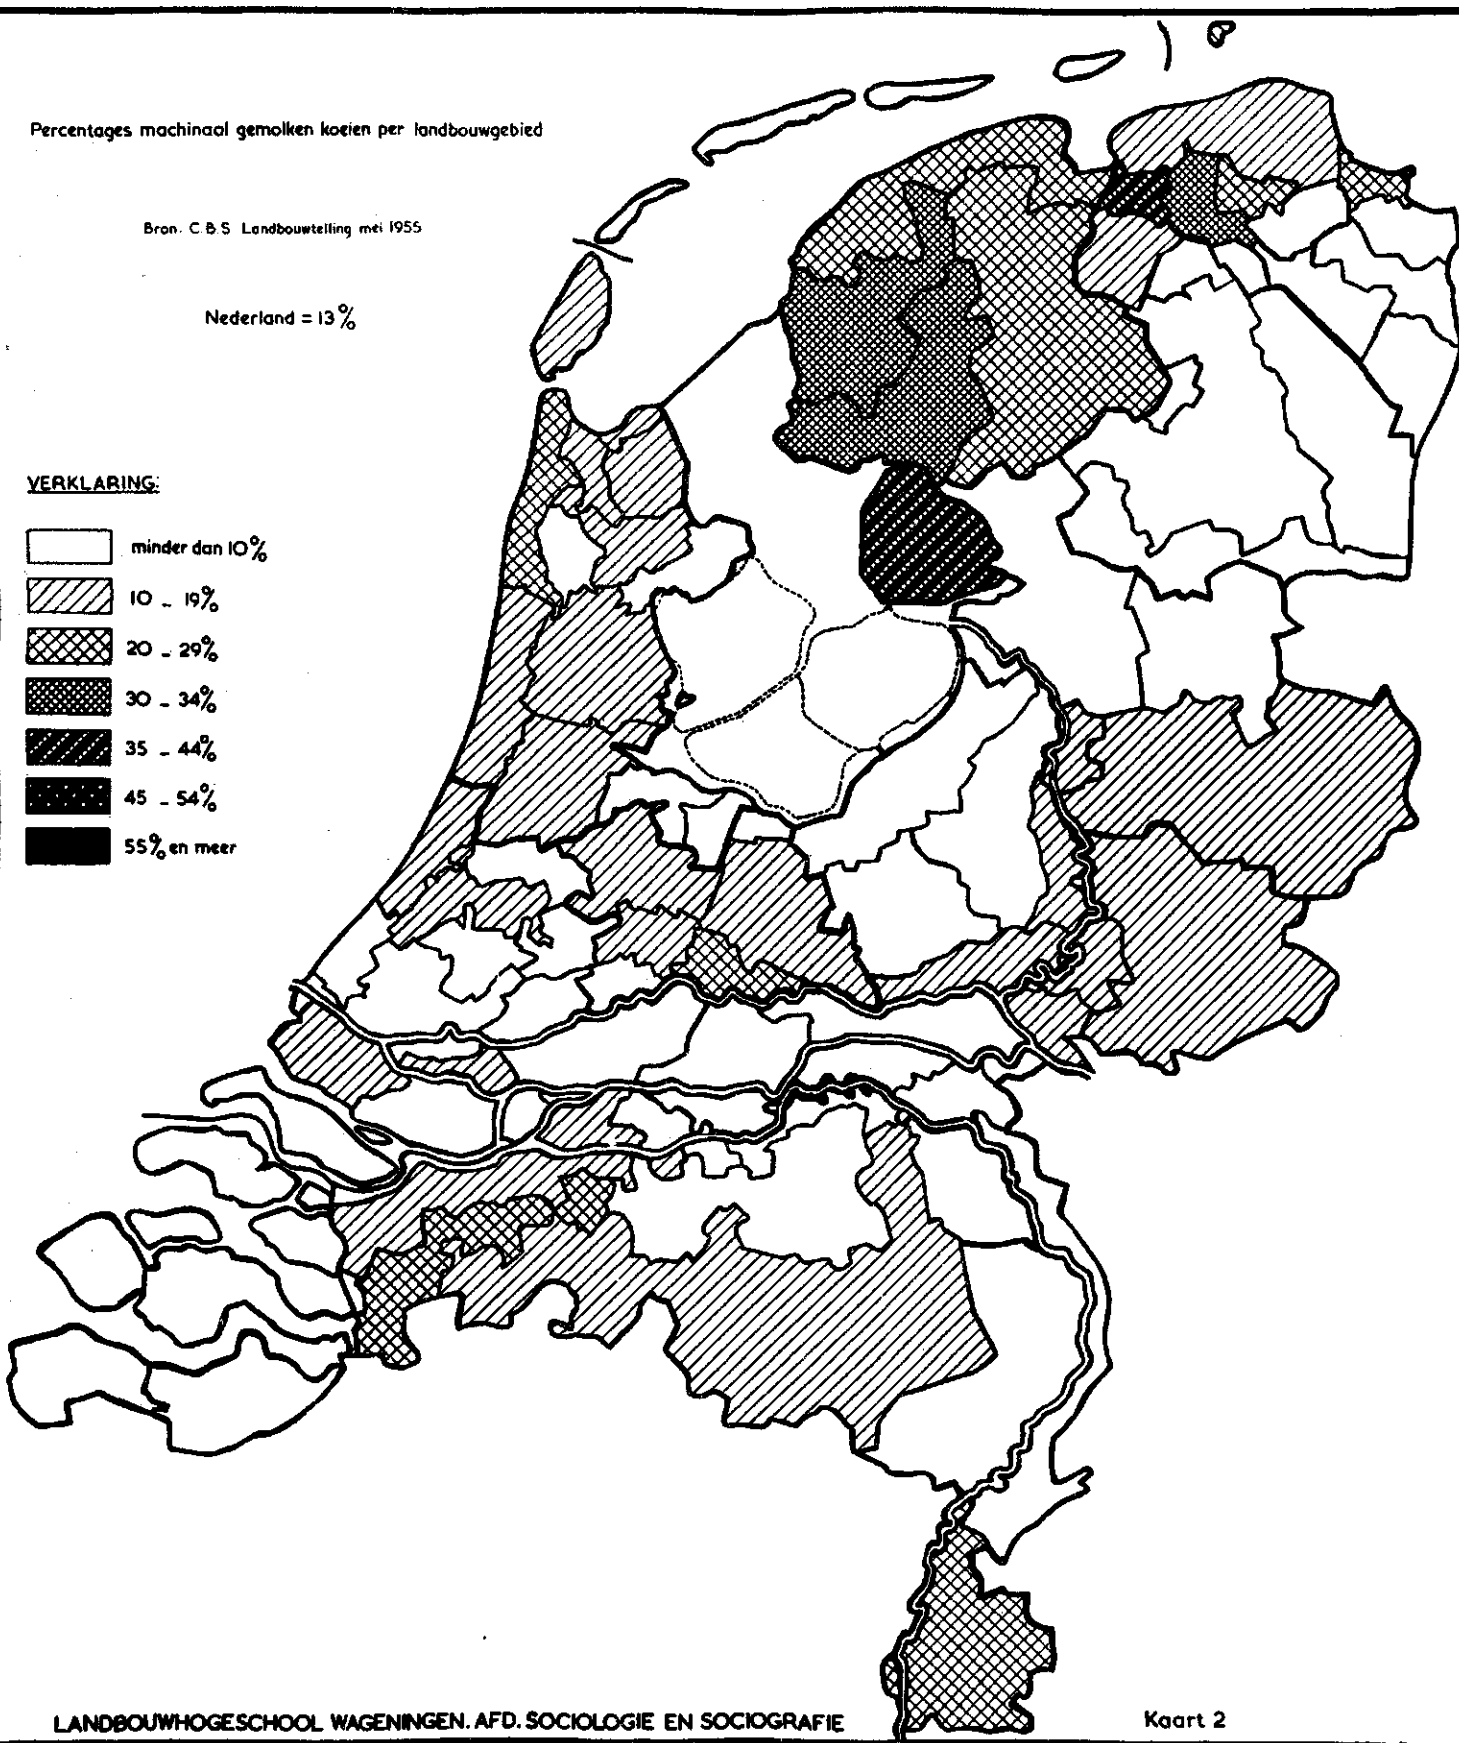 Percentages machinaal gemolken koeien per landbouwgebied
Bron. C.B.S Landbouwtelling mei 1955
Nederland = 13%
VERKLARING:
minder dan 10%
10 - 19%
20 - 29%
30 - 34%
35 - 44%
45 - 54%
55% en meer
LANDBOUWHOGESCHOOL WAGENINGEN. AFD. SOCIOLOGIE EN SOCIOGRAFIE
Kaart 2